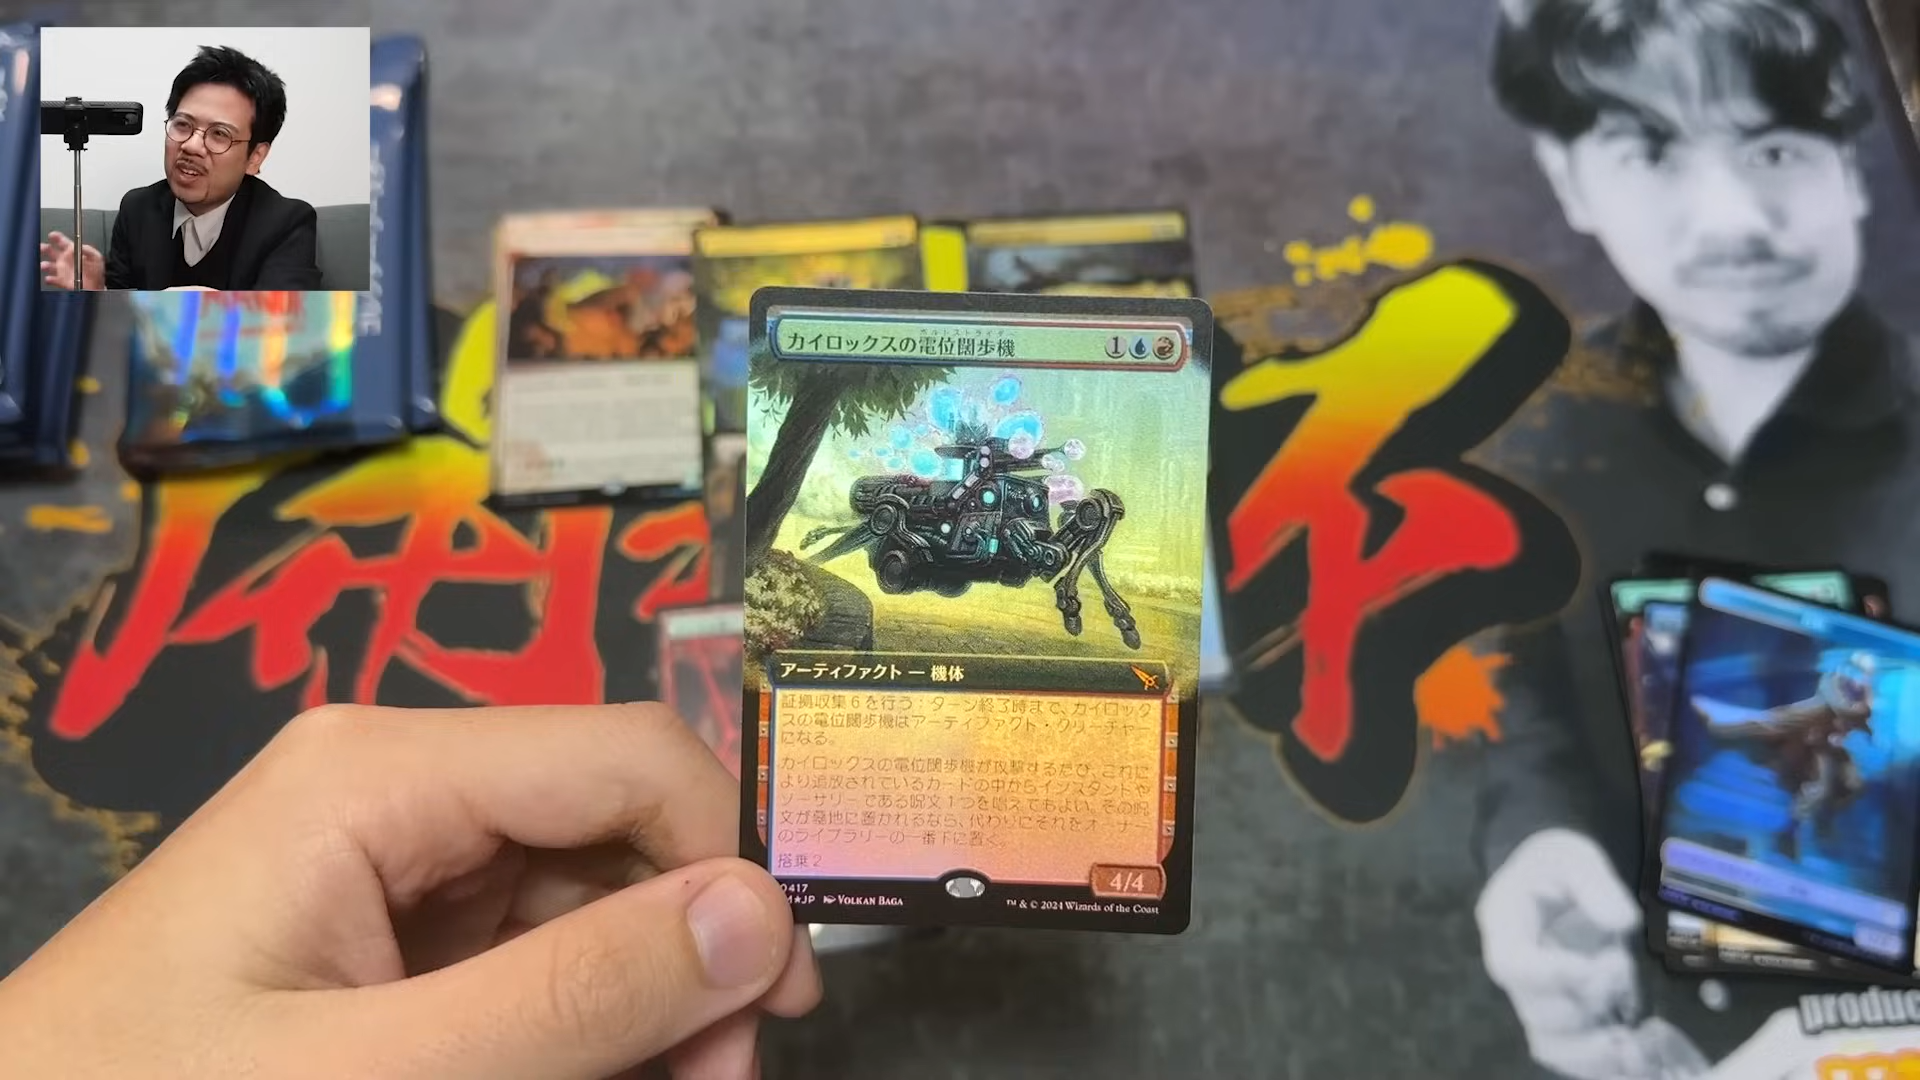 カイロックスの電位闊歩機
ボルトストライダー
1
アーティファクト — 機体
証拠収集6を行う：ターン終了時まで、カイロック
スの電位闊歩機はアーティファクト・クリーチャー
になる。
カイロックスの電位闊歩機が攻撃するたび、これに
より追放されているカードの中からインスタントや
ソーサリーである呪文1つを唱えてもよい。その呪
文が墓地に置かれるなら、代わりにそれをオーナー
のライブラリーの一番下に置く。
搭乗2
4/4
0417
JP VOLKAN BAGA
™ & © 2024 Wizards of the Coast
produc